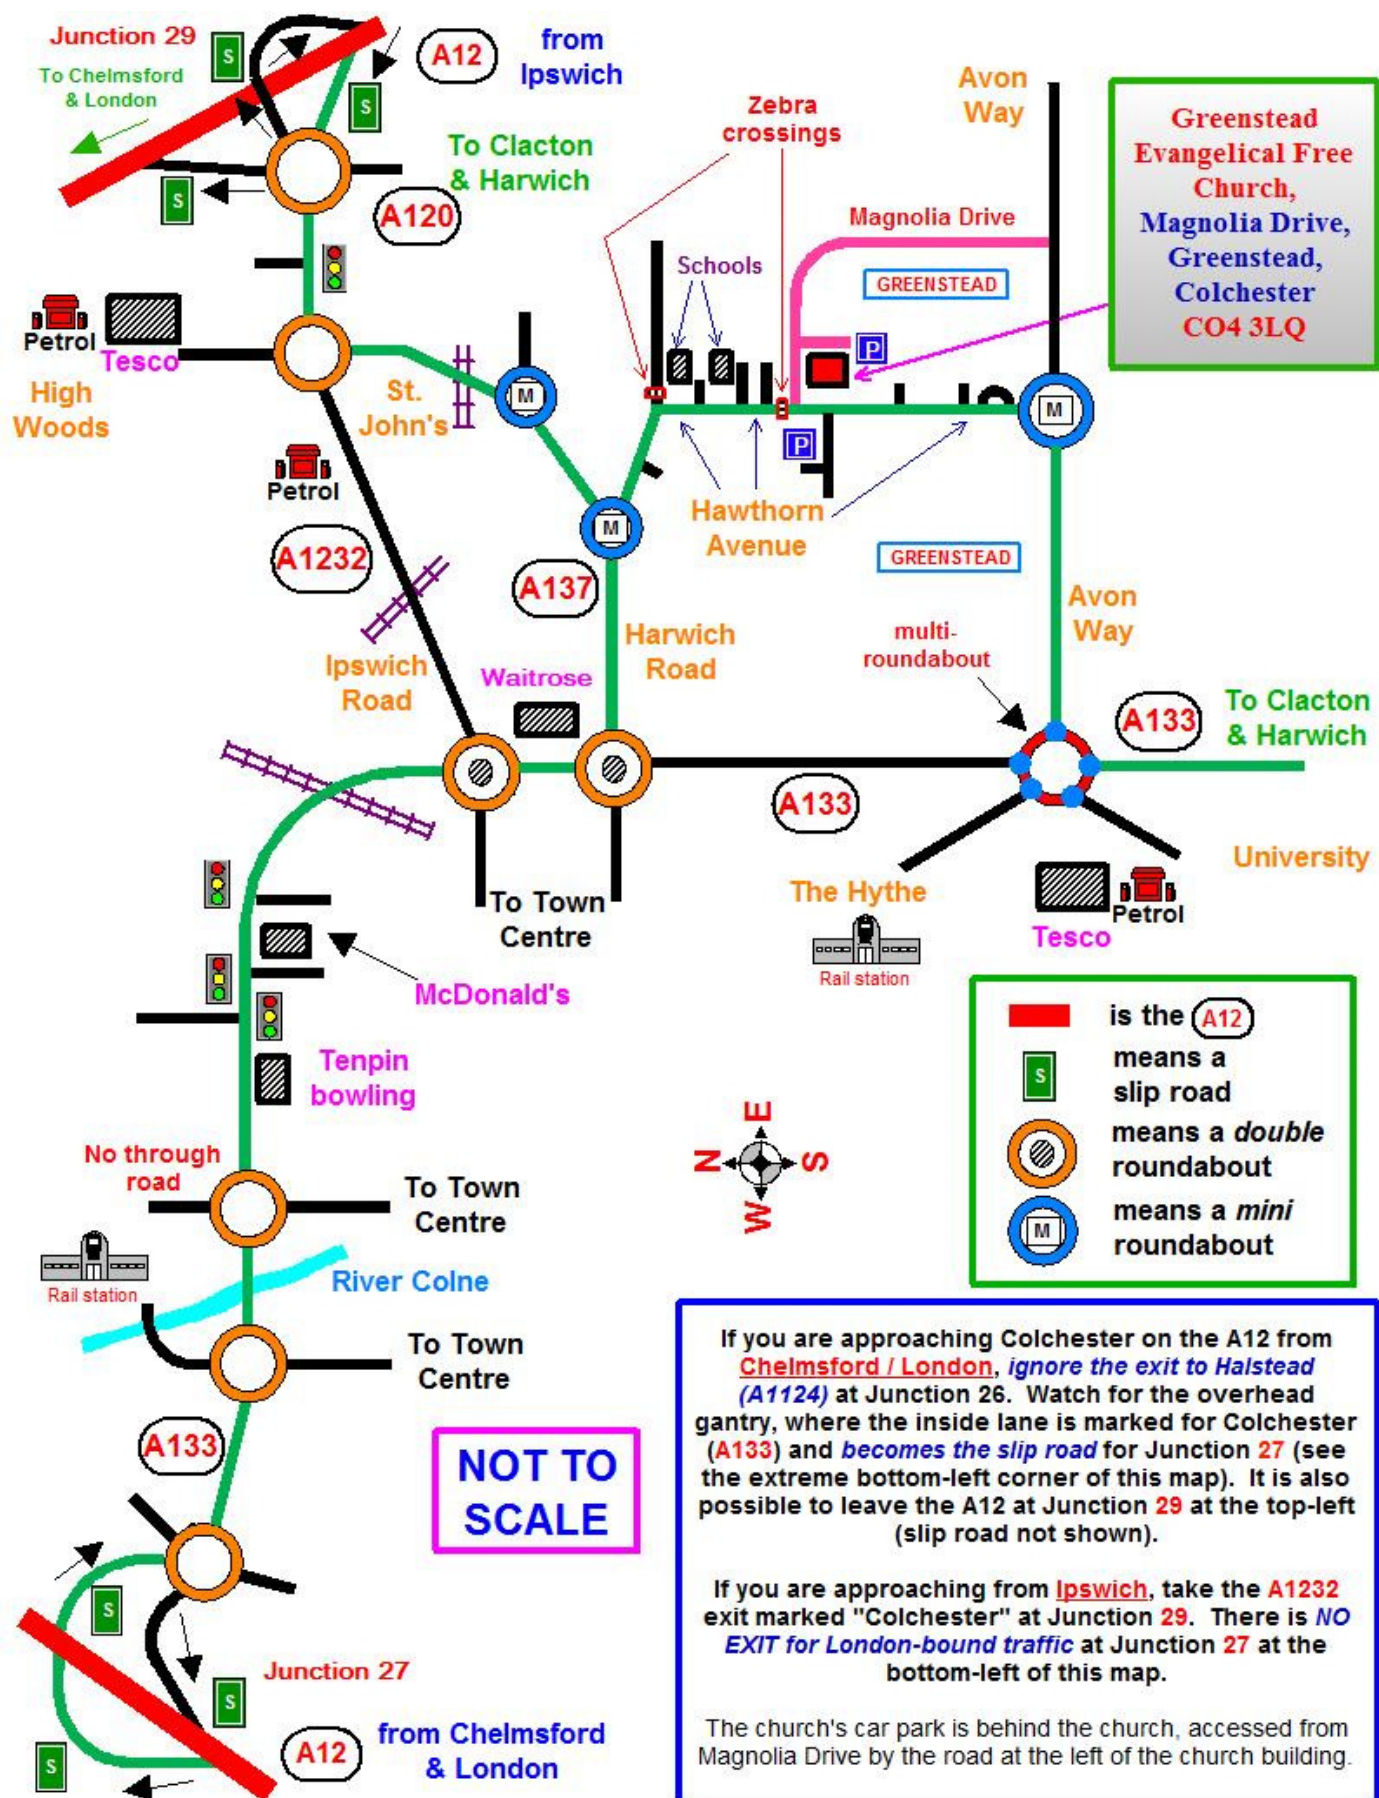 Junction 29
To Chelmsford
& London
S
S
S
A12
from
Ipswich
To Clacton
& Harwich
A120
Zebra
crossings
Avon
Way
Greenstead
Evangelical Free
Church,
Magnolia Drive,
Greenstead,
Colchester
CO4 3LQ
Magnolia Drive
Schools
GREENSTEAD
P
Petrol
Tesco
High
Woods
St.
John's
M
M
P
Petrol
M
Hawthorn
Avenue
GREENSTEAD
A1232
A137
Avon
Way
multi-
roundabout
Ipswich
Road
Waitrose
Harwich
Road
A133
To Clacton
& Harwich
A133
University
The Hythe
Rail station
Petrol
Tesco
To Town
Centre
McDonald's
Tenpin
bowling
is the A12
S
means a
slip road
means a double
roundabout
M
means a mini
roundabout
E
N
S
W
No through
road
To Town
Centre
Rail station
River Colne
To Town
Centre
A133
NOT TO
SCALE
S
Junction 27
S
S
A12
from Chelmsford
& London
If you are approaching Colchester on the A12 from
Chelmsford / London, ignore the exit to Halstead
(A1124) at Junction 26. Watch for the overhead
gantry, where the inside lane is marked for Colchester
(A133) and becomes the slip road for Junction 27 (see
the extreme bottom-left corner of this map). It is also
possible to leave the A12 at Junction 29 at the top-left
(slip road not shown).
If you are approaching from Ipswich, take the A1232
exit marked "Colchester" at Junction 29. There is NO
EXIT for London-bound traffic at Junction 27 at the
bottom-left of this map.
The church's car park is behind the church, accessed from
Magnolia Drive by the road at the left of the church building.